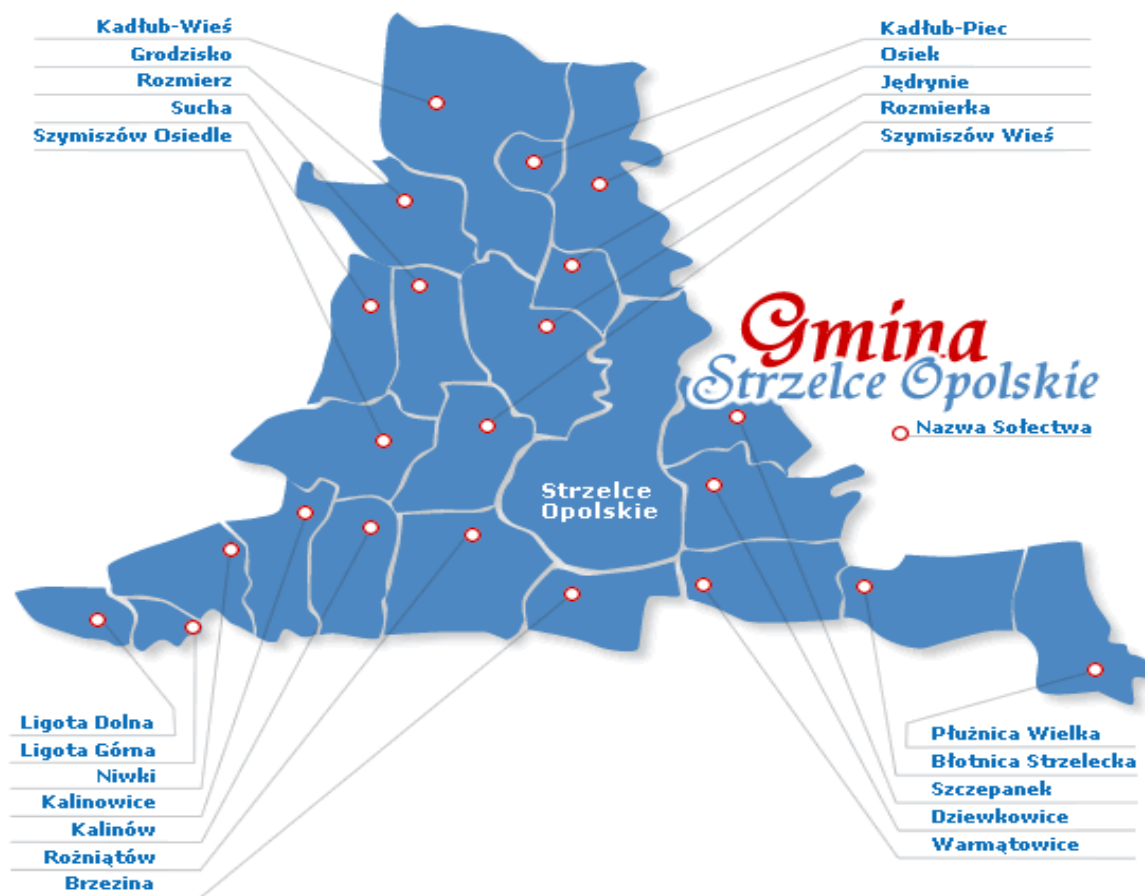 Kadłub-Wieś
Grodzisko
Rozmierz
Sucha
Szymiszów Osiedle
Kadłub-Piec
Osiek
Jędrynie
Rozmierka
Szymiszów Wieś
Gmina
Strzelce Opolskie
Nazwa Sołectwa
Strzelce
Opolskie
Ligota Dolna
Ligota Górna
Niwki
Kalinowice
Kalinów
Rożniątów
Brzezina
Płużnica Wielka
Błotnica Strzelecka
Szczepanek
Dziewkowice
Warmątowice